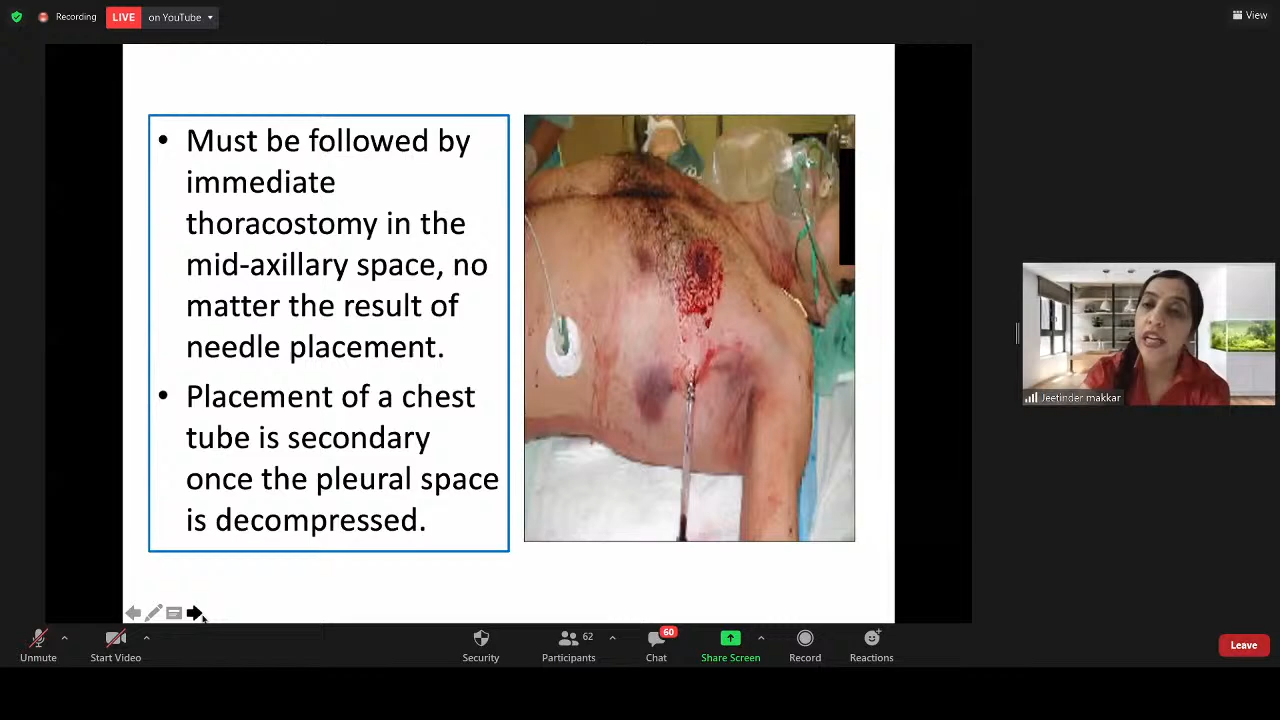 Recording
LIVE on YouTube
View
• Must be followed by
immediate
thoracostomy in the
mid-axillary space, no
matter the result of
needle placement.
• Placement of a chest
tube is secondary
once the pleural space
is decompressed.
Jeetinder makkar
Unmute
Start Video
Security
62
Participants
60
Chat
Share Screen
Record
Reactions
Leave